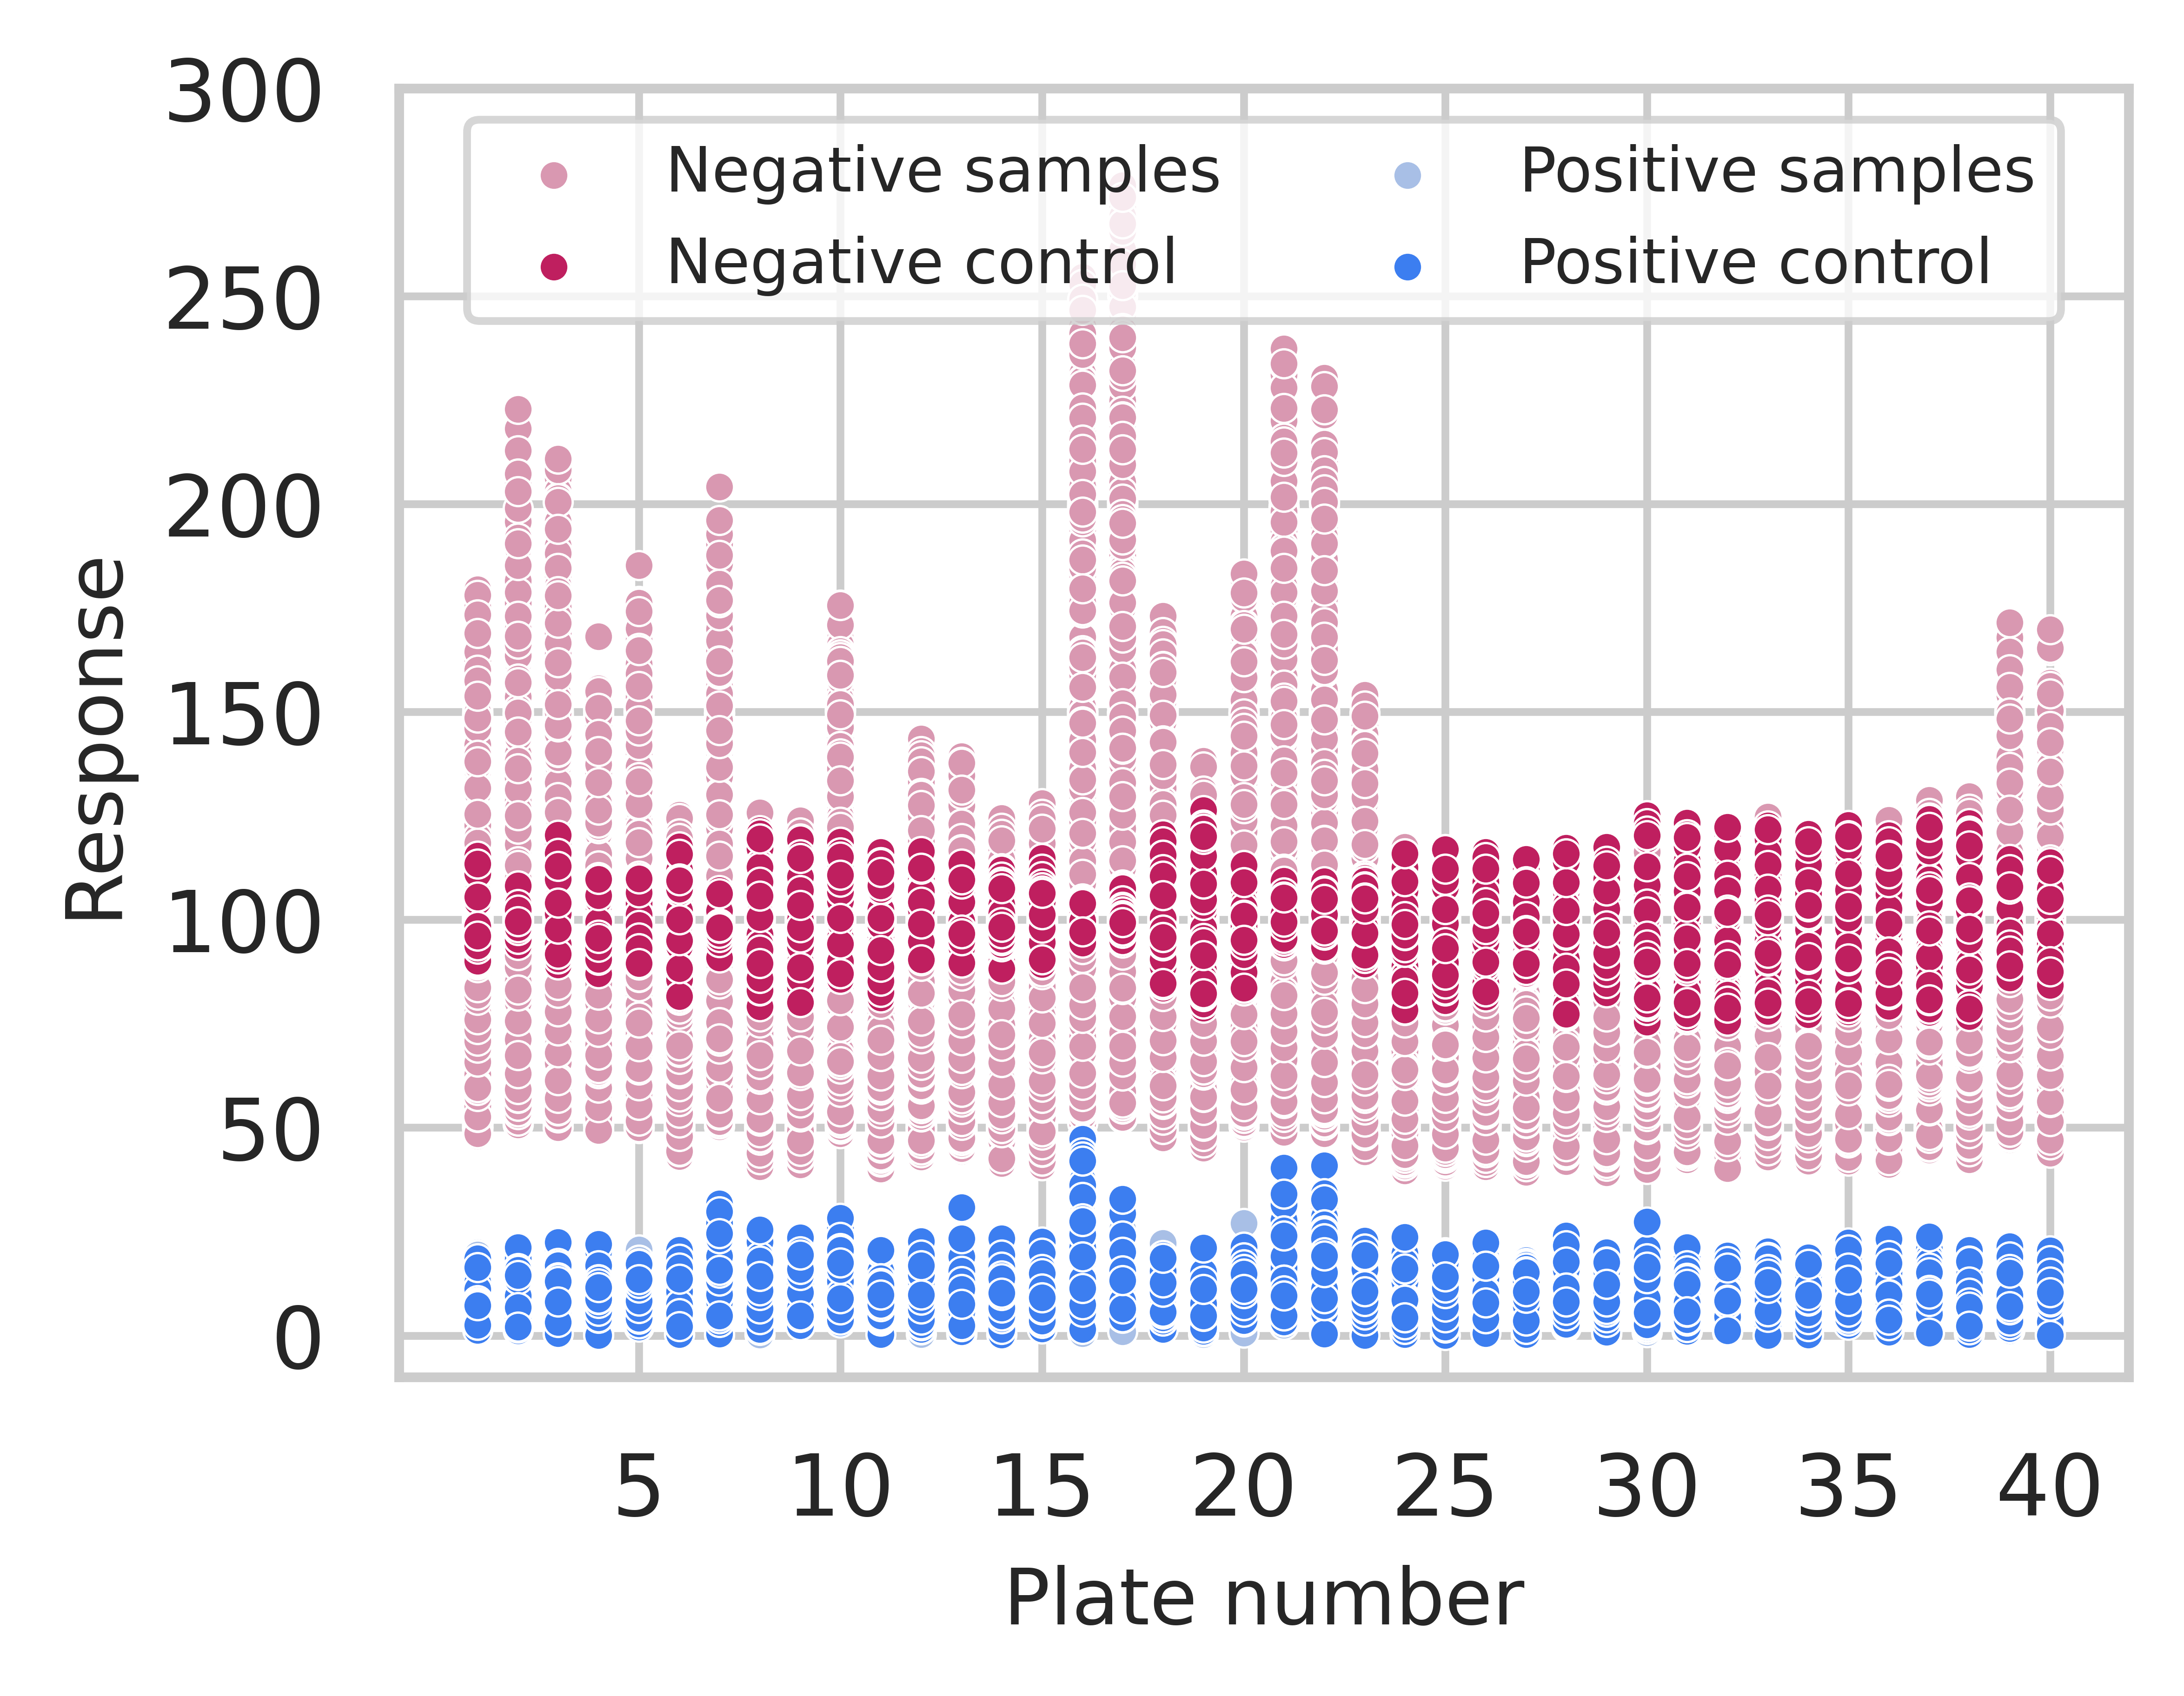 300
250
200
150
100
50
0
Response
Negative samples
Negative control
Positive samples
Positive control
5 10 15 20 25 30 35 40
Plate number